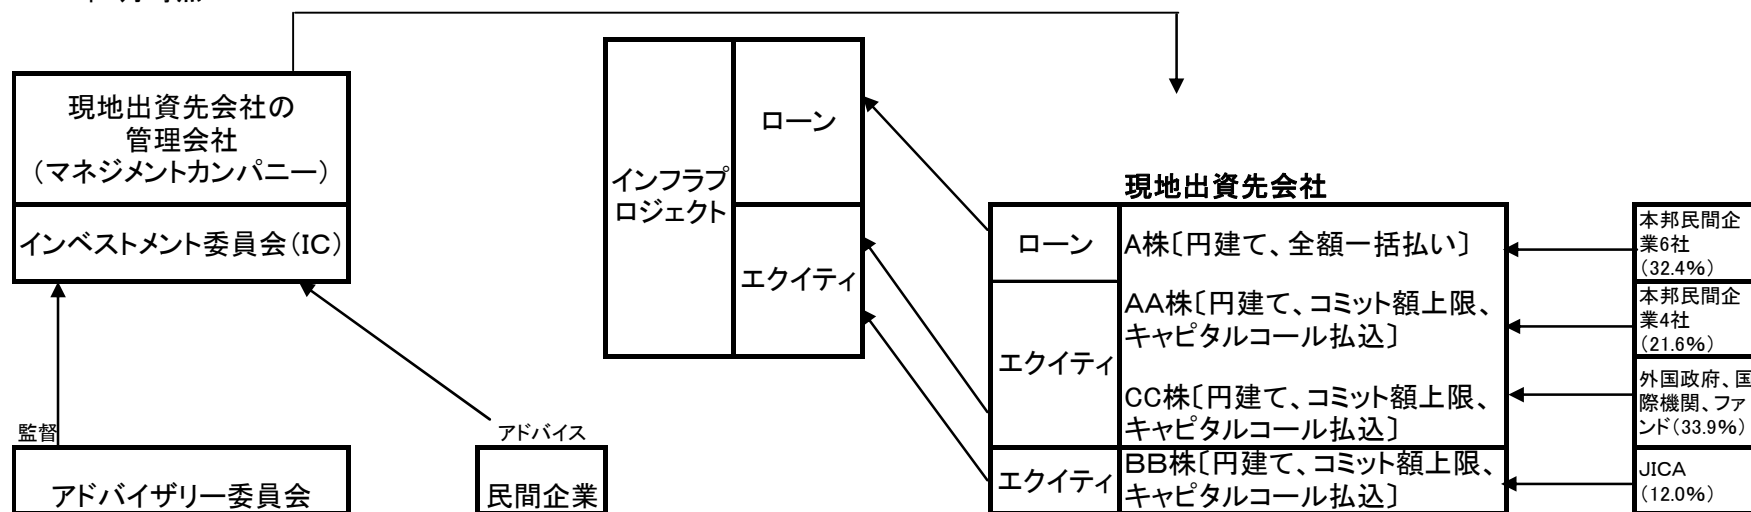 現地出資先会社の
管理会社
（マネジメントカンパニー）
インベストメント委員会（IC）
監督
アドバイザリー委員会
アドバイス
民間企業
インフラプ
ロジェクト
ローン
エクイティ
現地出資先会社
ローン
A株〔円建て、全額一括払い〕
エクイティ
AA株〔円建て、コミット額上限、
キャピタルコール払込〕
CC株〔円建て、コミット額上限、
キャピタルコール払込〕
エクイティ
BB株〔円建て、コミット額上限、
キャピタルコール払込〕
本邦民間企
業6社
（32.4%）
本邦民間企
業4社
（21.6%）
外国政府、国
際機関、ファ
ンド（33.9%）
JICA
（12.0%）